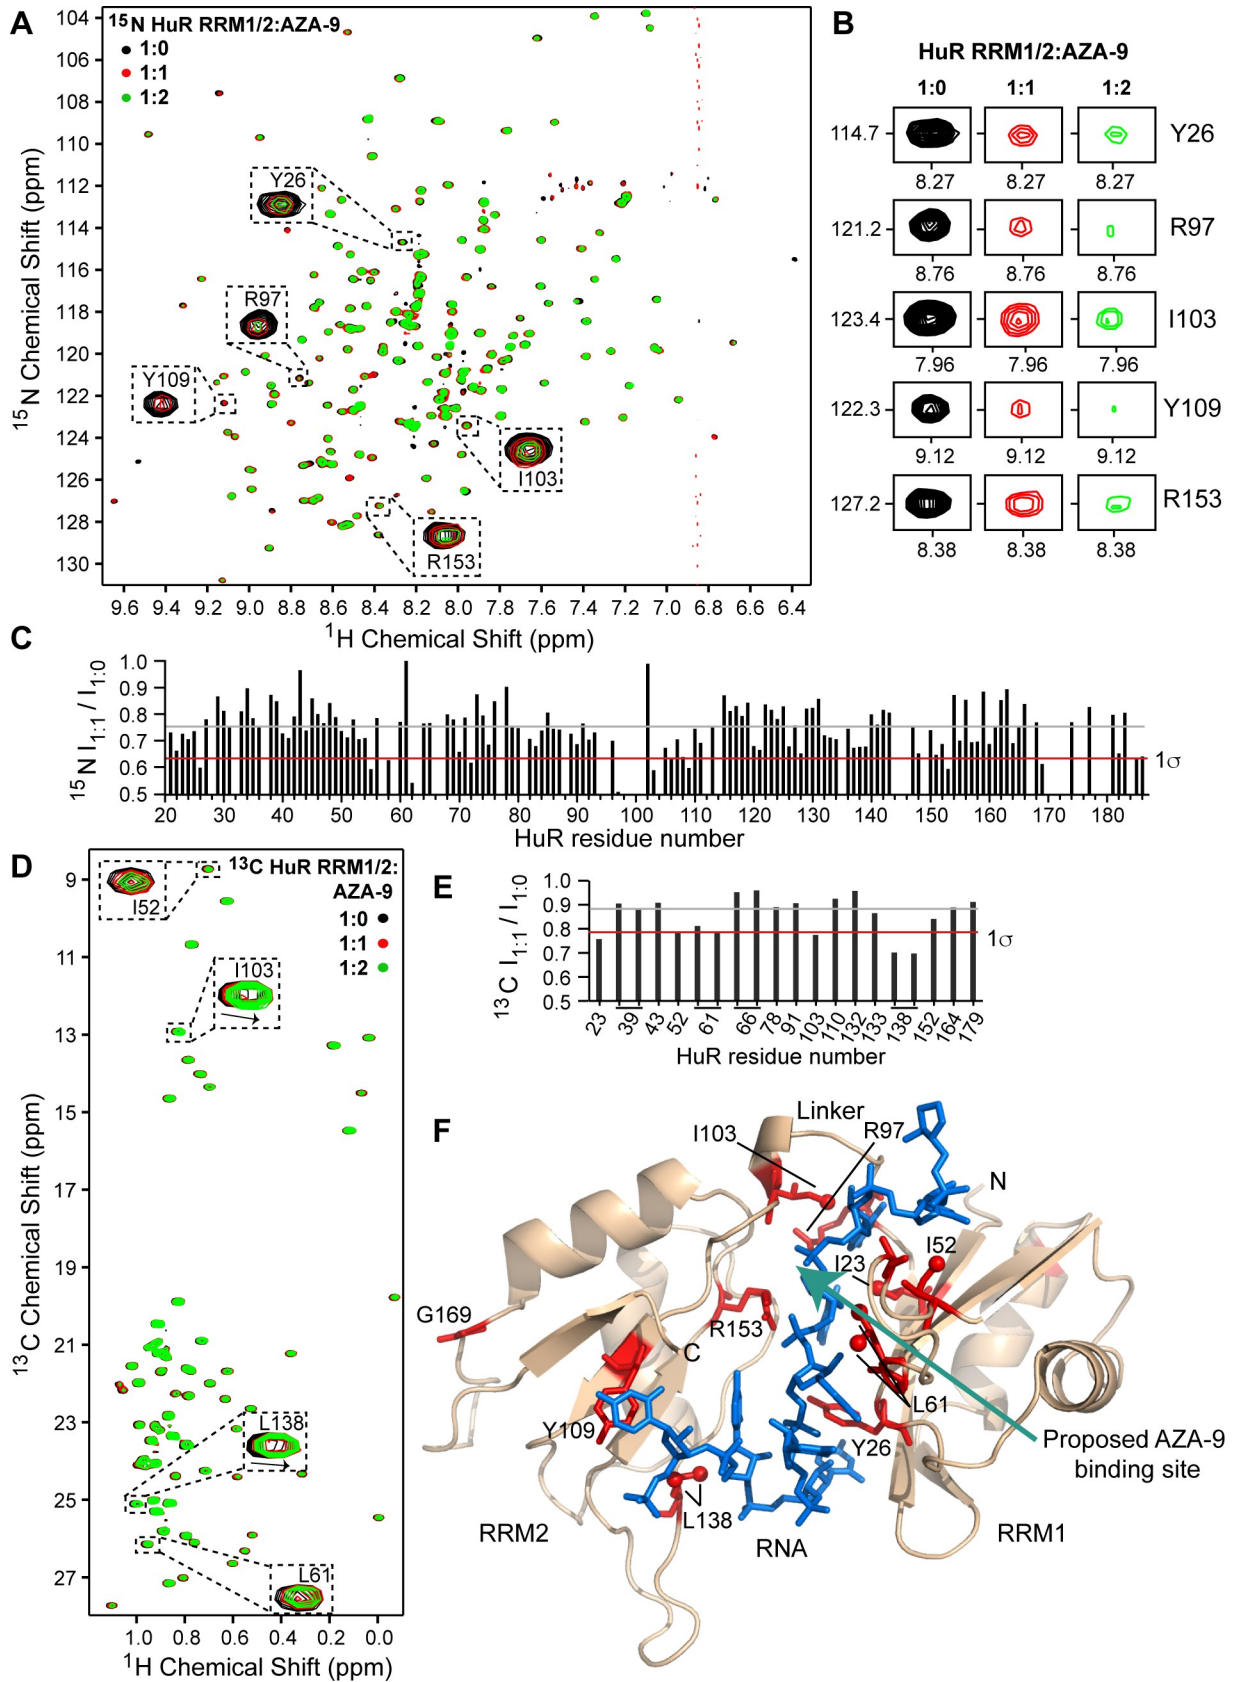 A
15N HuR RRM1/2:AZA-9
1:0
1:1
1:2
Y26
R97
Y109
I103
R153
104
106
108
110
112
114
116
118
120
122
124
126
128
130
15N Chemical Shift (ppm)
9.6 9.4 9.2 9.0 8.8 8.6 8.4 8.2 8.0 7.8 7.6 7.4 7.2 7.0 6.8 6.6 6.4
1H Chemical Shift (ppm)
B
HuR RRM1/2:AZA-9
1:0 1:1 1:2
114.7 Y26
8.27 8.27 8.27
121.2 R97
8.76 8.76 8.76
123.4 I103
7.96 7.96 7.96
122.3 Y109
9.12 9.12 9.12
127.2 R153
8.38 8.38 8.38
C
15N I1:1 / I1:0
1.0
0.9
0.8
0.7
0.6
0.5
1σ
20 30 40 50 60 70 80 90 100 110 120 130 140 150 160 170 180
HuR residue number
D
13C HuR RRM1/2:
AZA-9
1:0
1:1
1:2
I52
I103
L138
L61
9
11
13
15
17
19
21
23
25
27
13C Chemical Shift (ppm)
1.0 0.8 0.6 0.4 0.2 0.0
1H Chemical Shift (ppm)
E
13C I1:1 / I1:0
1.0
0.9
0.8
0.7
0.6
0.5
1σ
23 39 43 52 61 66 78 91 103 110 132 133 138 152 164 179
HuR residue number
F
Linker
I103
R97
N
I23
I52
G169
R153
C
L61
Y109
Y26
L138
Proposed AZA-9
binding site
RRM2
RNA
RRM1